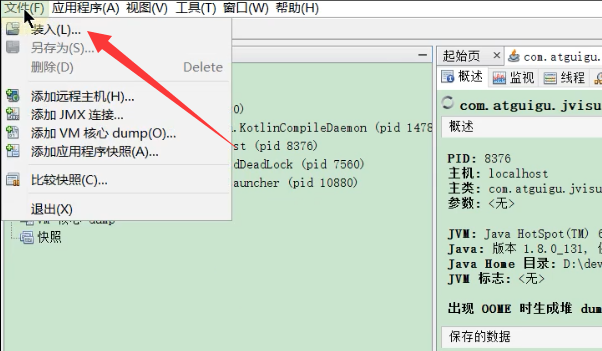 文件(F) 应用程序(A) 视图(V) 工具(T) 窗口(W) 帮助(H)
装入(L)...
另存为(S)...
删除(D) Delete
添加远程主机(H)...
添加 JMX 连接...
添加 VM 核心 dump(O)...
添加应用程序快照(A)...
比较快照(C)...
退出(X)
0)
.KotlinCompileDaemon (pid 1478
st (pid 8376)
dDeadLock (pid 7560)
auncher (pid 10880)
VM 核心 dump
快照
起始页 com.atguigu.jvisu
概述 监视 线程
com.atguigu.jvisu
概述
PID: 8376
主机: localhost
主类: com.atguigu.jvisu
参数: <无>
JVM: Java HotSpot(TM) 6
Java: 版本 1.8.0_131,
Java Home 目录: D:\dev
JVM 标志: <无>
出现 OOME 时生成堆 dum
保存的数据